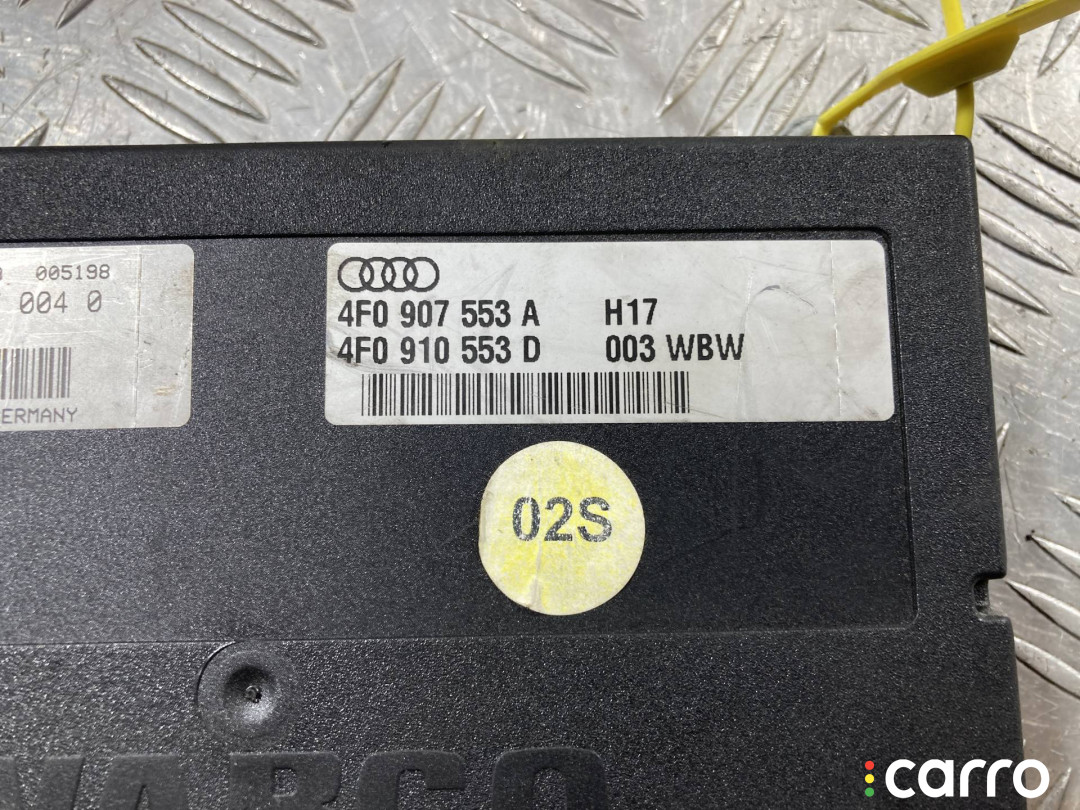 005198
004 0
ERMANY
4F0 907 553 A H17
4F0 910 553 D 003 WBW
02S
carro